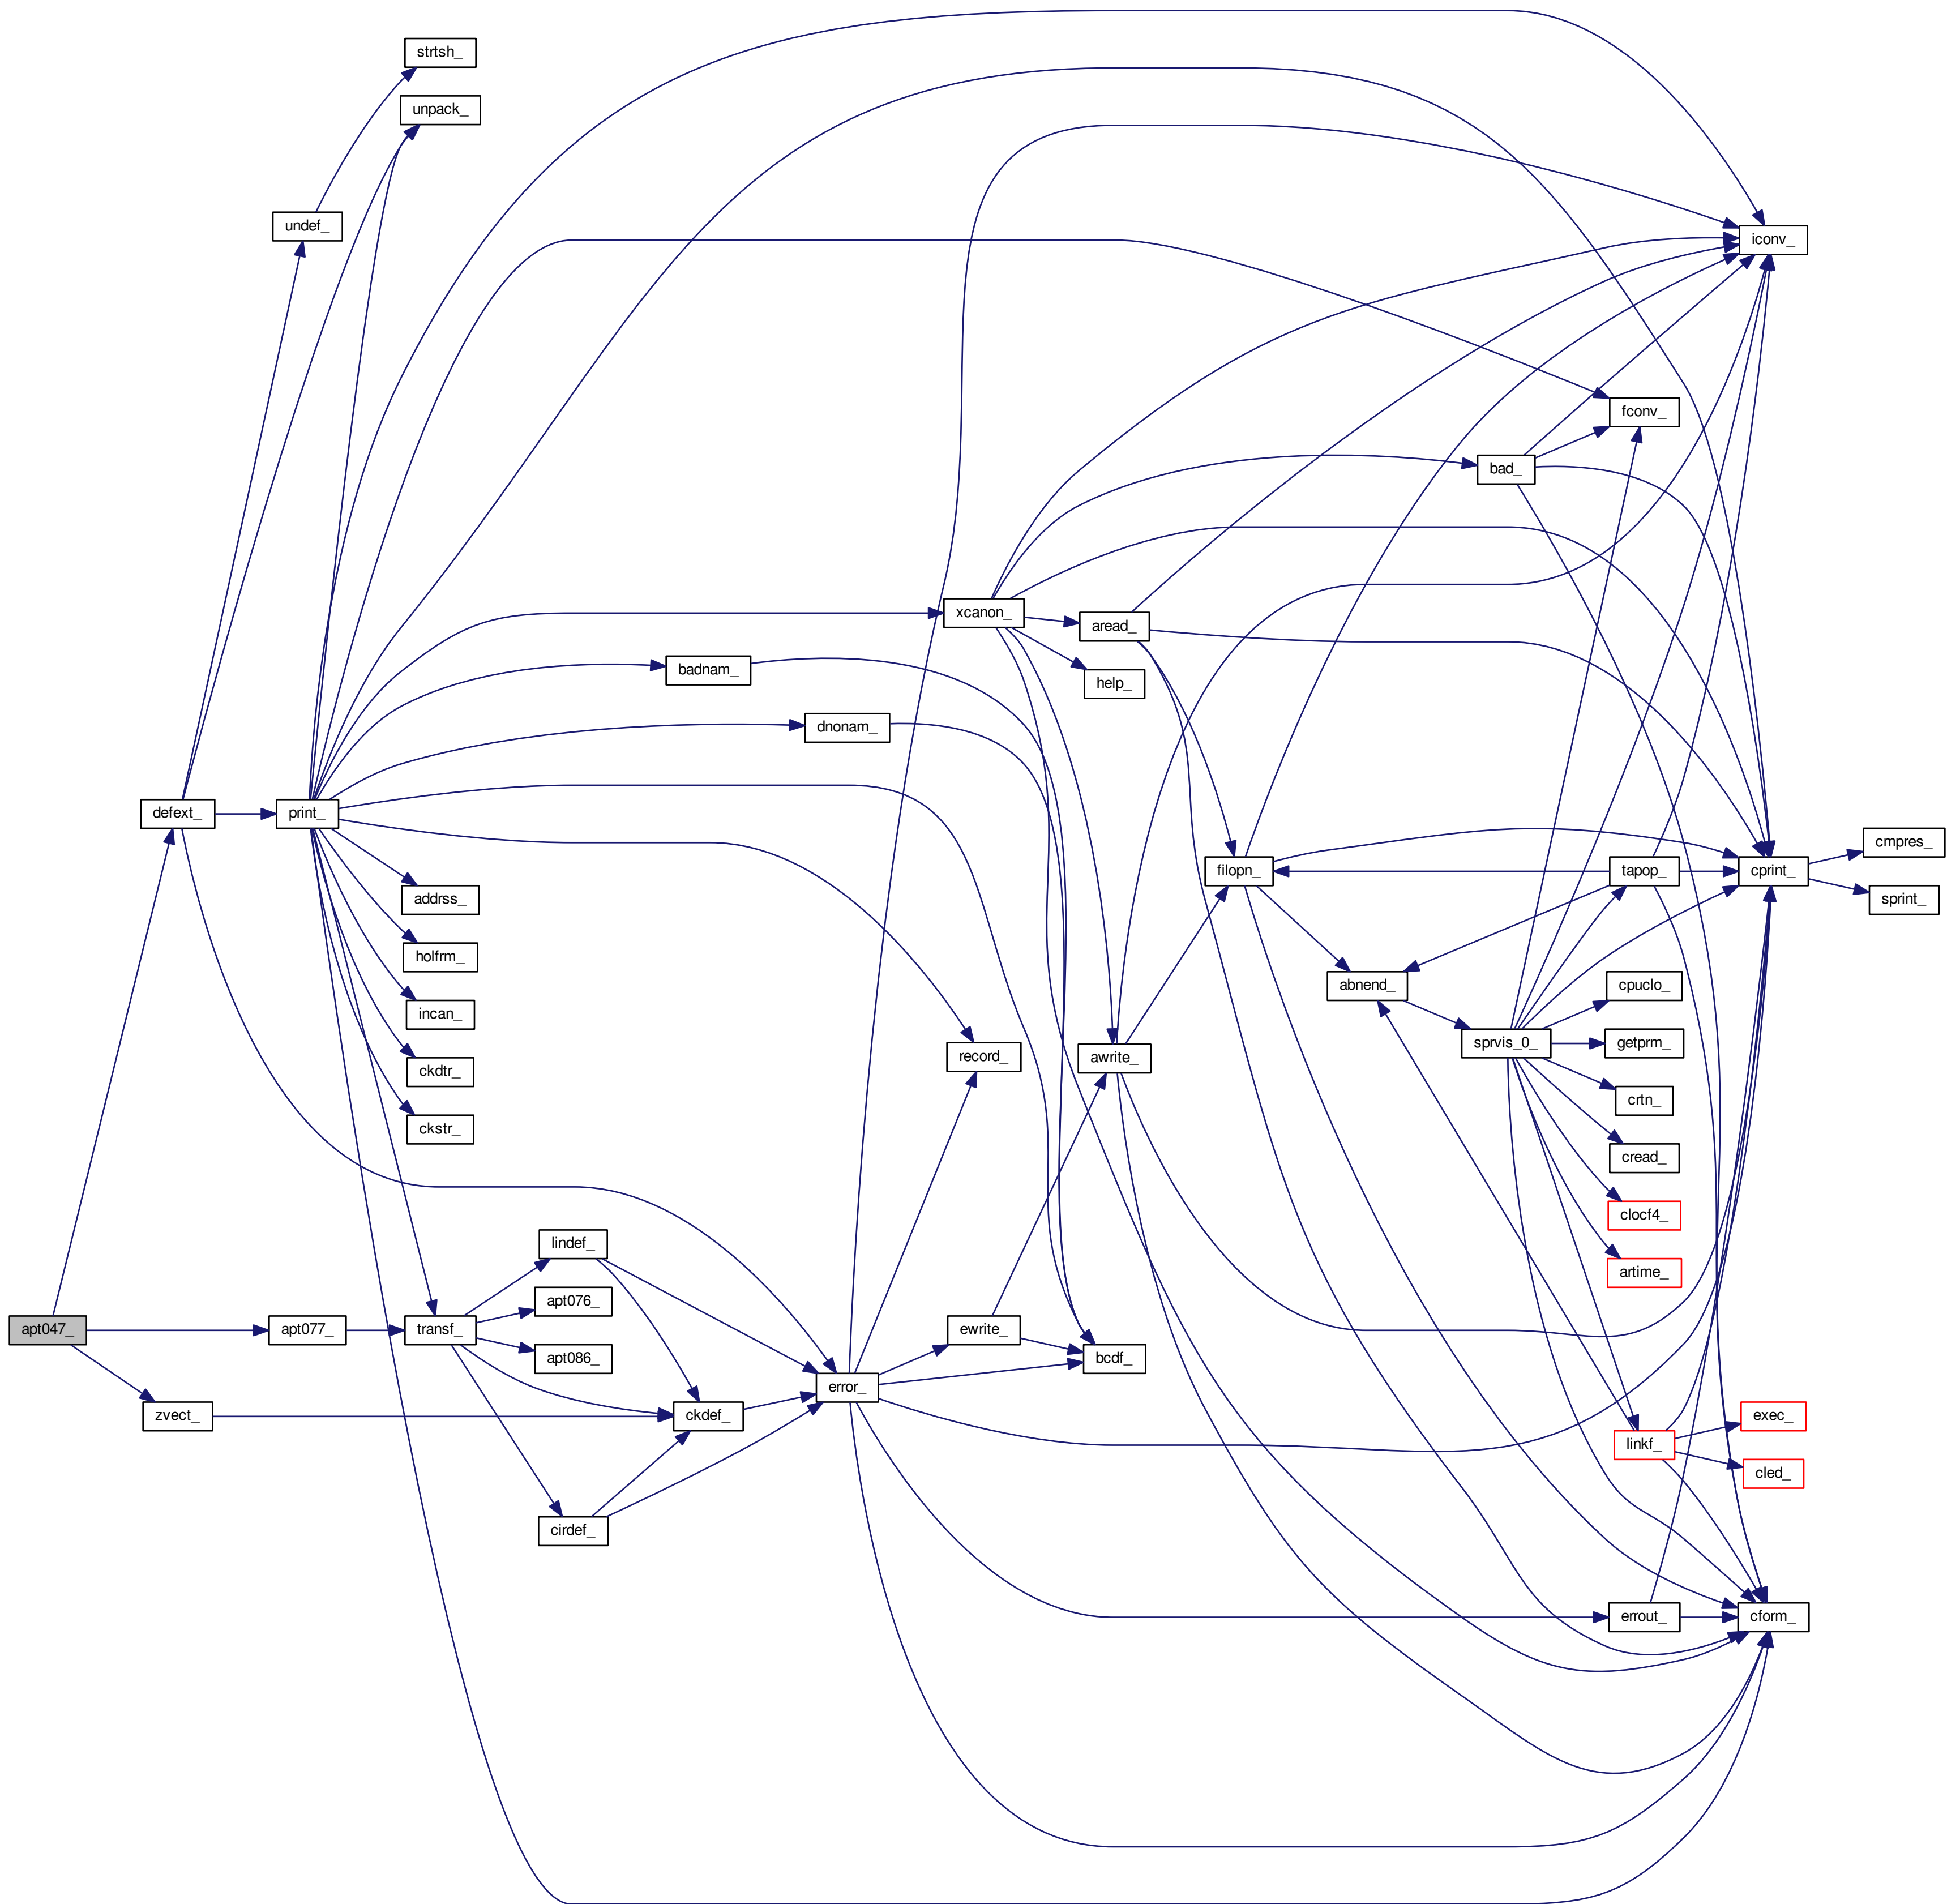 strtsh_
unpack_
undef_
iconv_
fconv_
bad_
xcanon_
aread_
badnam_
help_
dnonam_
defext_
print_
cmpres_
filopn_
tapop_
cprint_
addrss_
sprint_
holfrm_
abnend_
cpuclo_
incan_
sprvis_0_
getprm_
record_
awrite_
ckdtr_
crtn_
ckstr_
cread_
clocf4_
lindef_
artime_
apt076_
apt047_
apt077_
transf_
ewrite_
apt086_
bcdf_
error_
zvect_
ckdef_
exec_
linkf_
cled_
cirdef_
errout_
cform_